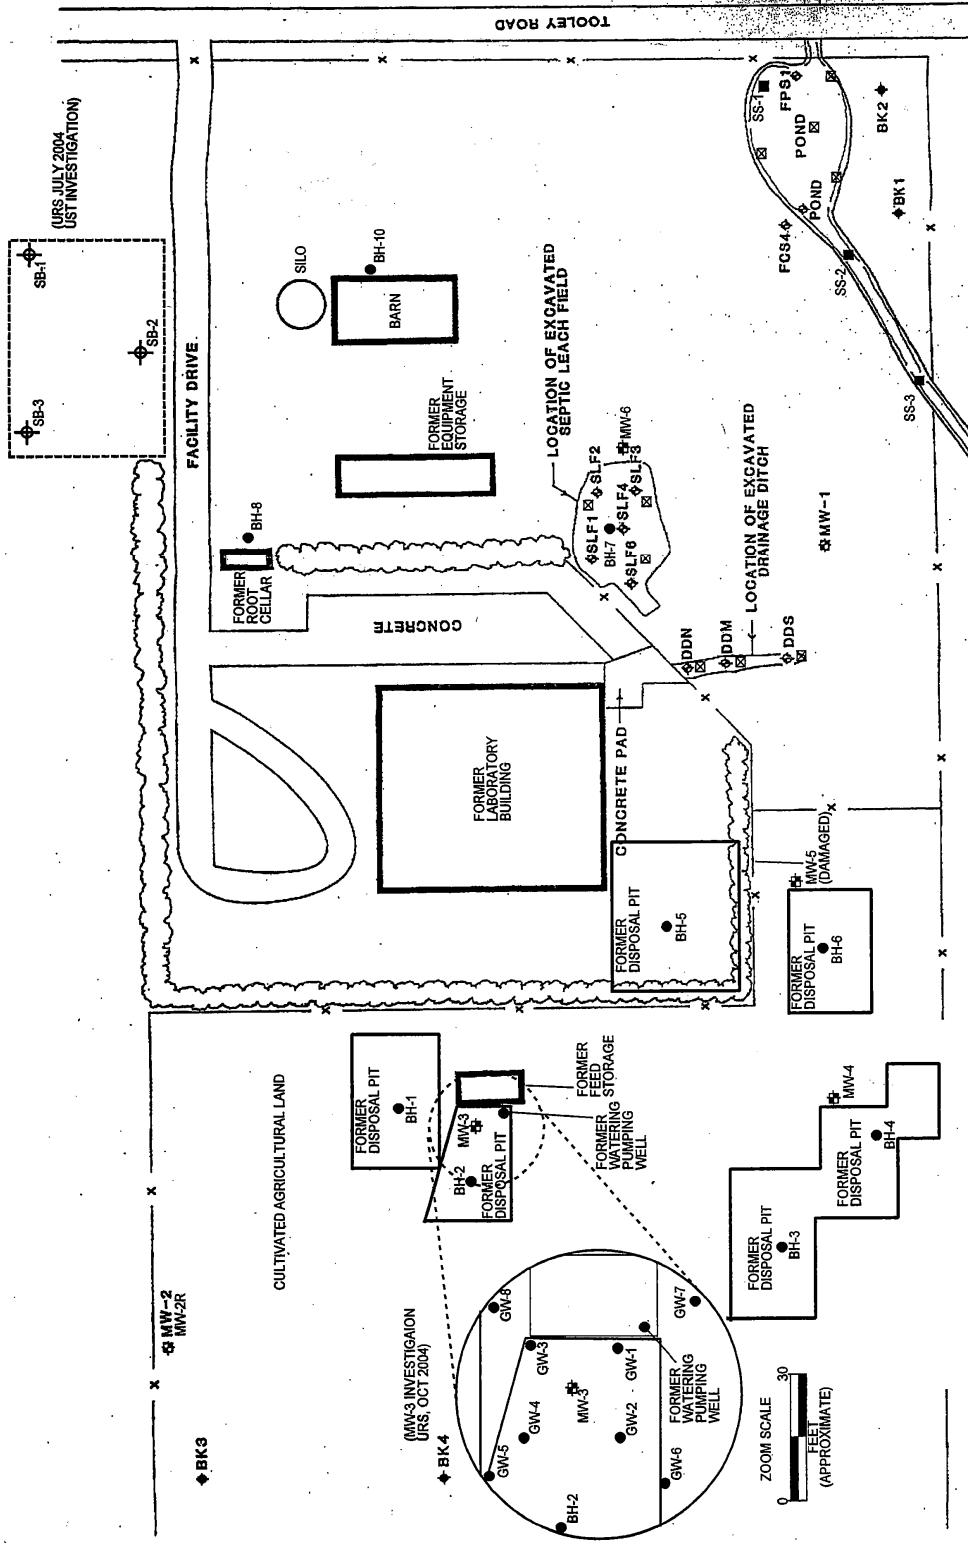 TOOLEY ROAD
(URS JULY 2004
UST INVESTIGATION)
SB-1
SB-2
SB-3
FACILITY DRIVE
SILO
BH-10
BARN
FORMER
EQUIPMENT
STORAGE
BH-8
FORMER
ROOT
CELLAR
CONCRETE
LOCATION OF EXCAVATED
SEPTIC LEACH FIELD
SLF1
SLF2
BH-7
SLF4
MW-6
SLF3
SLF6
SS-1
FPS1
POND
POND
FCS4
BK2
BK1
SS-2
SS-3
LOCATION OF EXCAVATED
DRAINAGE DITCH
MW-1
DDN
DDM
DDS
FORMER
LABORATORY
BUILDING
CONCRETE PAD
FORMER
DISPOSAL PIT
BH-5
MW-5
(DAMAGED)
FORMER
DISPOSAL PIT
BH-6
CULTIVATED AGRICULTURAL LAND
FORMER
DISPOSAL PIT
BH-1
MW-3
BH-2
FORMER
DISPOSAL PIT
FORMER
FEED
STORAGE
FORMER
WATERING
PUMPING
WELL
MW-4
BH-4
FORMER
DISPOSAL PIT
FORMER
DISPOSAL PIT
BH-3
MW-2
MW-2R
BK3
BK4
(MW-3 INVESTIGAION
URS, OCT 2004)
GW-8
GW-7
GW-3
GW-1
GW-4
MW-3
GW-2
GW-5
GW-6
BH-2
FORMER
WATERING
PUMPING
WELL
ZOOM SCALE
0 30
FEET
(APPROXIMATE)